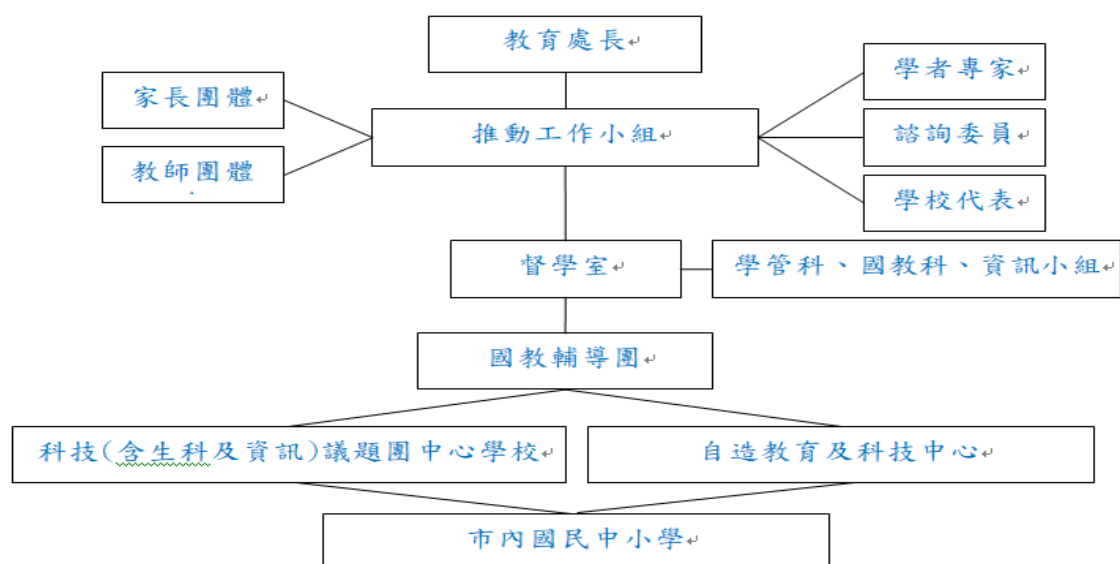 教育處長
家長團體
學者專家
推動工作小組
諮詢委員
教師團體
學校代表
督學室
學管科、國教科、資訊小組
國教輔導團
科技(含生科及資訊)議題團中心學校
自造教育及科技中心
市內國民中小學